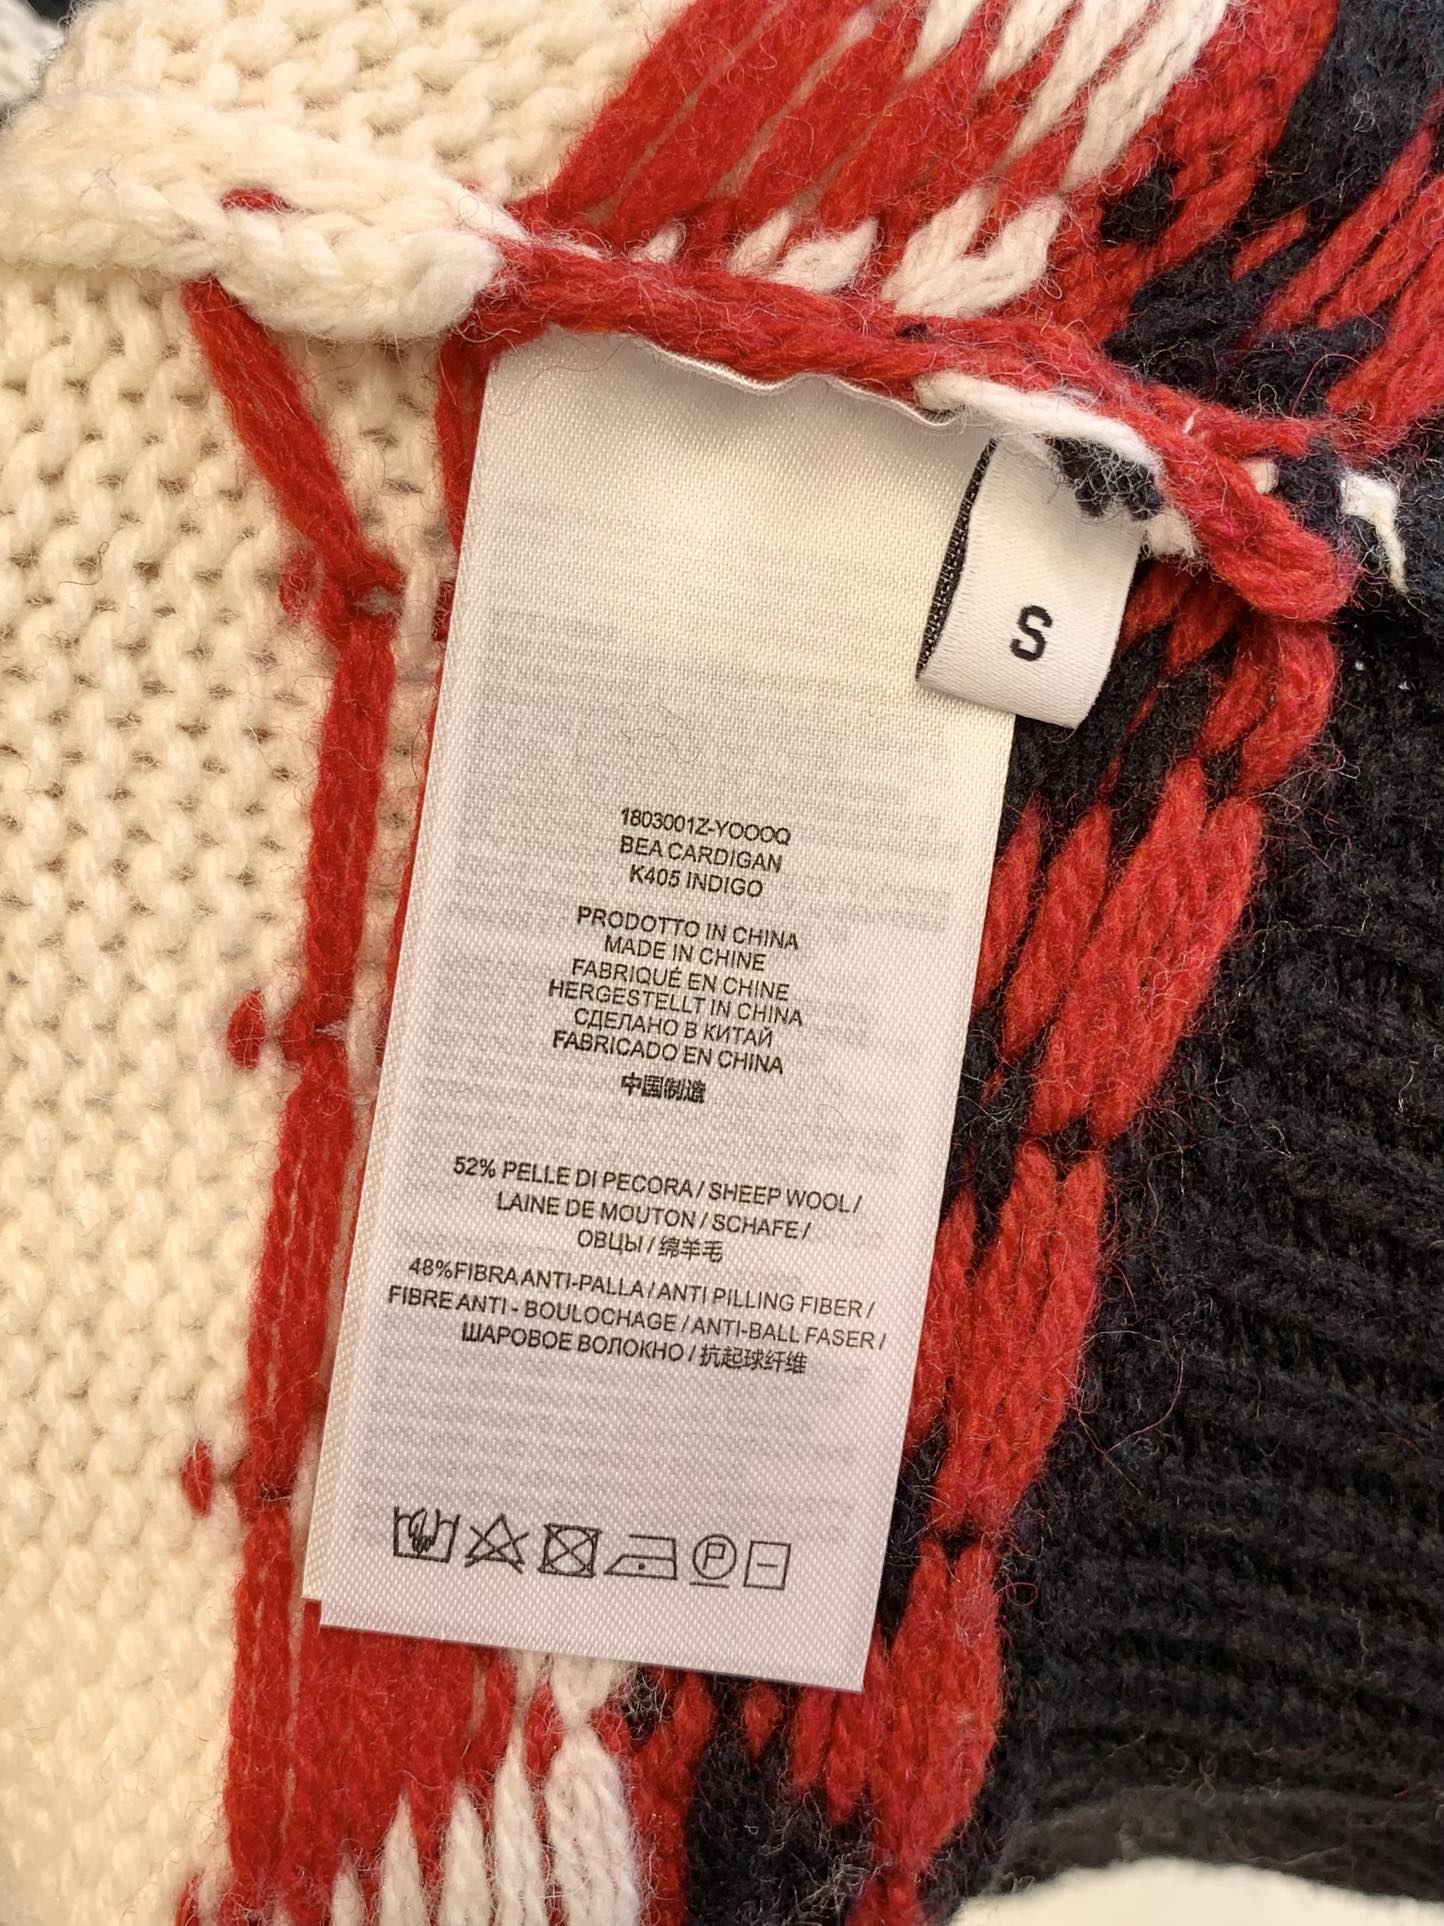 S
1803001Z-YOOOQ
BEA CARDIGAN
K405 INDIGO
PRODOTTO IN CHINA
MADE IN CHINE
FABRIQUÉ EN CHINE
HERGESTELLT IN CHINA
СДЕЛАНО В КИТАЙ
FABRICADO EN CHINA
中国制造
52% PELLE DI PECORA / SHEEP WOOL /
LAINE DE MOUTON / SCHAFE /
ОВЦЫ / 绵羊毛
48%FIBRA ANTI-PALLA / ANTI PILLING FIBER /
FIBRE ANTI - BOULOCHAGE / ANTI-BALL FASER /
ШАРОВОЕ ВОЛОКНО / 抗起球纤维
P